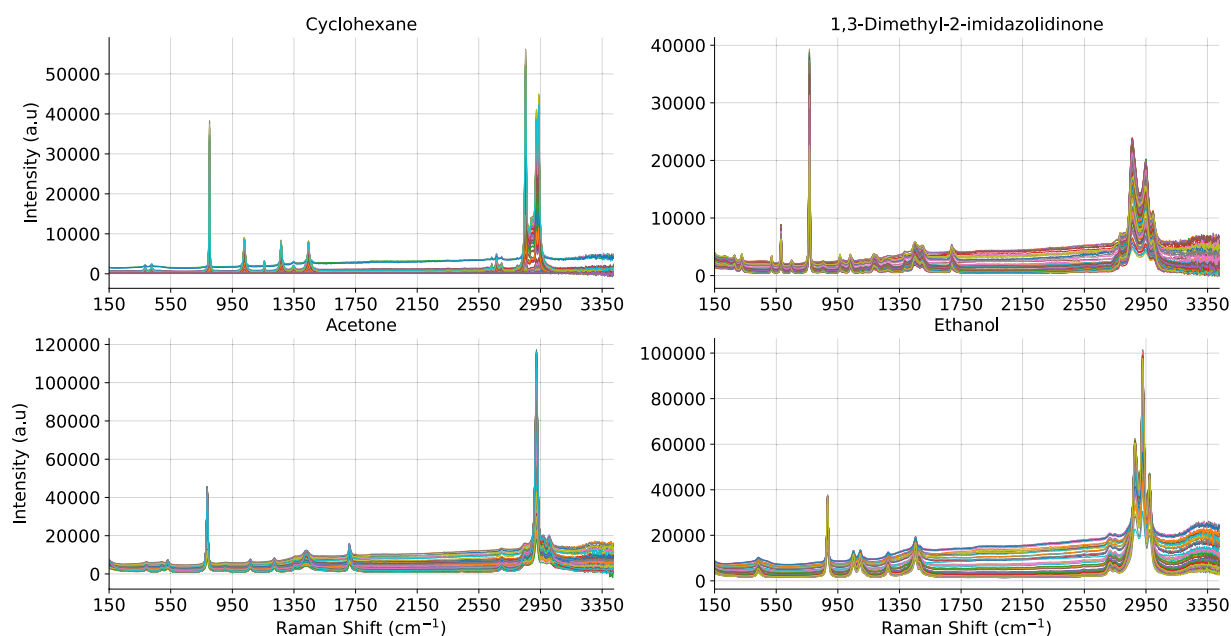 Cyclohexane
Intensity (a.u)
50000
40000
30000
20000
10000
0
150 550 950 1350 1750 2150 2550 2950 3350
1,3-Dimethyl-2-imidazolidinone
40000
30000
20000
10000
0
150 550 950 1350 1750 2150 2550 2950 3350
Acetone
Intensity (a.u)
120000
100000
80000
60000
40000
20000
0
150 550 950 1350 1750 2150 2550 2950 3350
Raman Shift (cm⁻¹)
Ethanol
100000
80000
60000
40000
20000
0
150 550 950 1350 1750 2150 2550 2950 3350
Raman Shift (cm⁻¹)